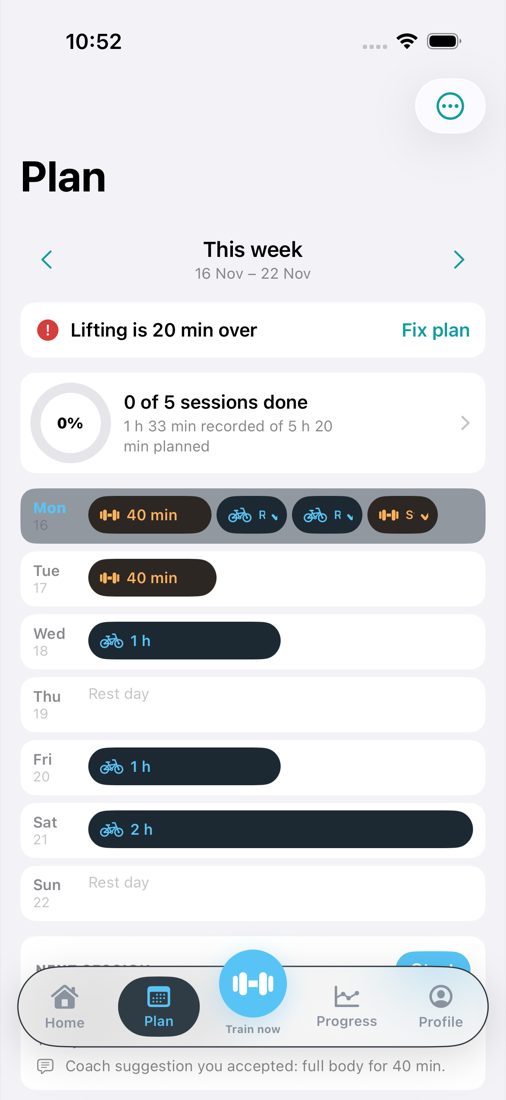 10:52
Plan
This week
16 Nov – 22 Nov
Lifting is 20 min over
Fix plan
0%
0 of 5 sessions done
1 h 33 min recorded of 5 h 20
min planned
Mon
16
40 min
R
R
S
Tue
17
40 min
Wed
18
1 h
Thu
19
Rest day
Fri
20
1 h
Sat
21
2 h
Sun
22
Rest day
Home
Plan
Train now
Progress
Profile
Coach suggestion you accepted: full body for 40 min.